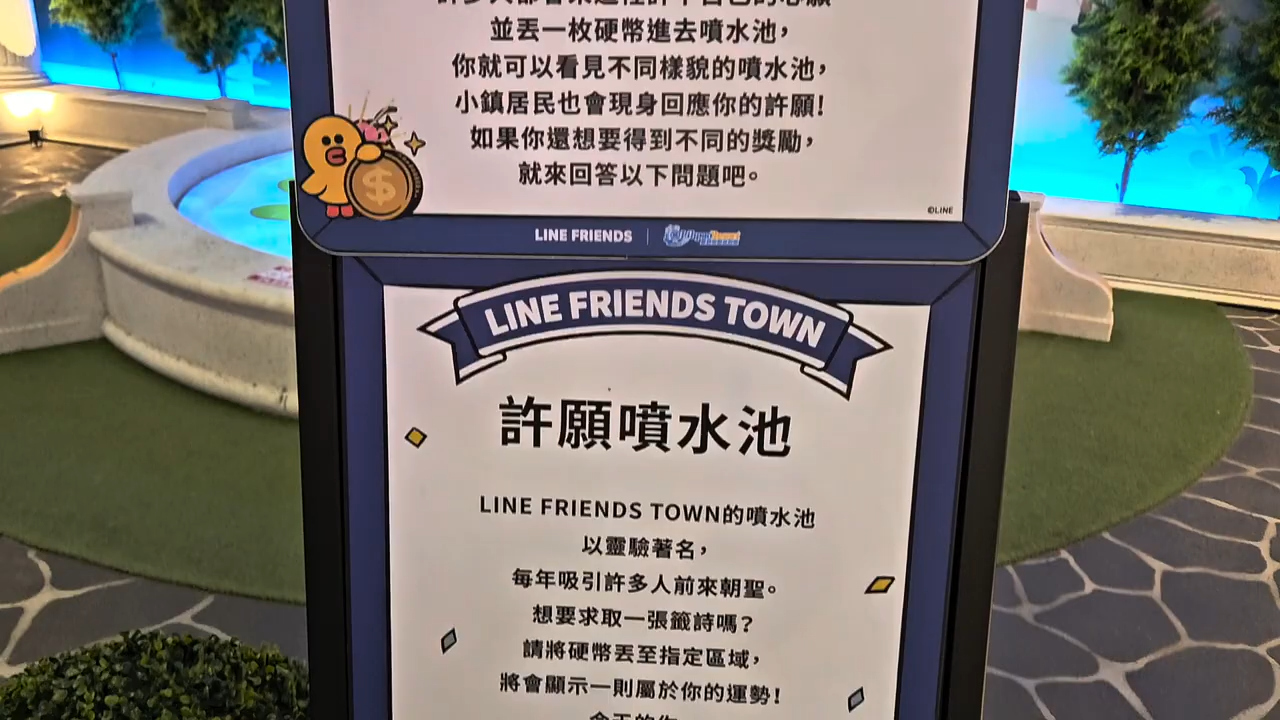 並丟一枚硬幣進去噴水池，
你就可以看見不同樣貌的噴水池，
小鎮居民也會現身回應你的許願！
如果你還想要得到不同的獎勵，
就來回答以下問題吧。
©LINE
LINE FRIENDS
LINE FRIENDS TOWN
許願噴水池
LINE FRIENDS TOWN的噴水池
以靈驗著名，
每年吸引許多人前來朝聖。
想要求取一張籤詩嗎？
請將硬幣丟至指定區域，
將會顯示一則屬於你的運勢！